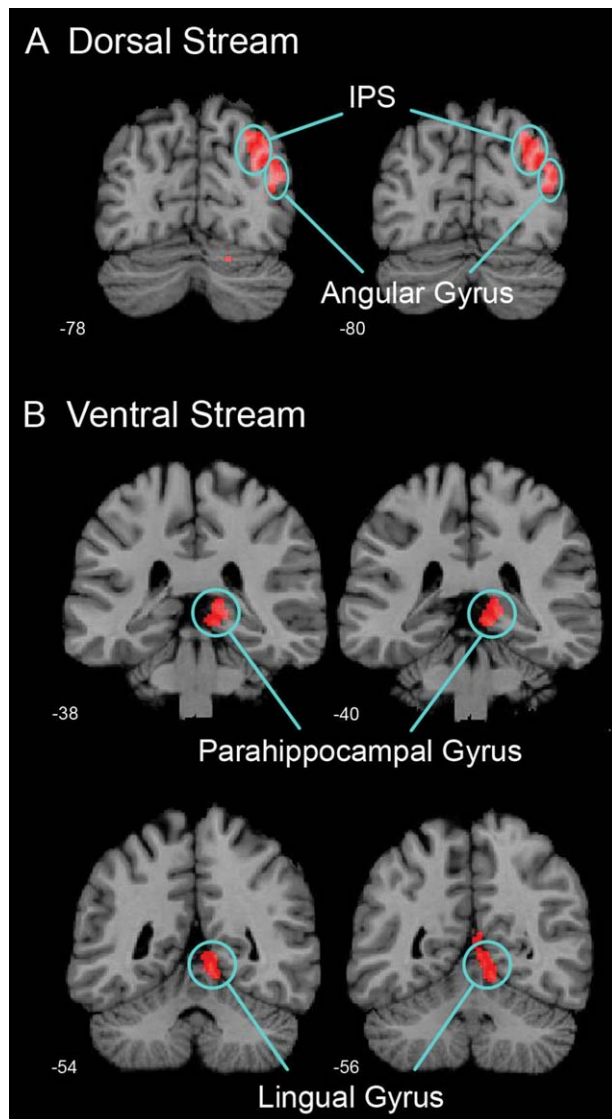 A Dorsal Stream
IPS
Angular Gyrus
-78
-80
B Ventral Stream
-38
-40
Parahippocampal Gyrus
-54
-56
Lingual Gyrus